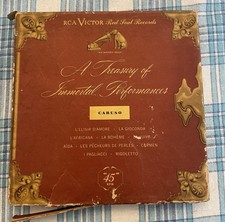 RCA VICTOR Red Seal Records
A Treasury of
Immortal Performances
CARUSO
L'ELISIR D'AMORE · LA GIOCONDA
L'AFRICANA · LA BOHÈME
AIDA · LES PÊCHEURS DE PERLES · CARMEN
I PAGLIACCI · RIGOLETTO
45
RPM